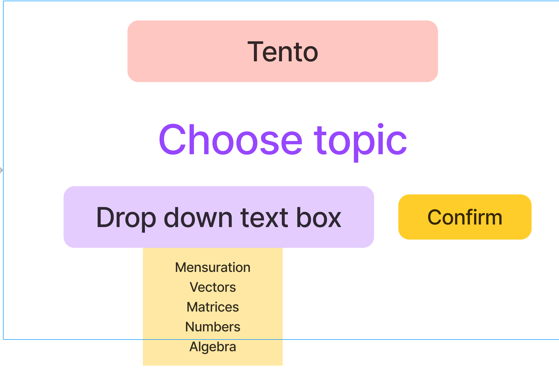 Tento
Choose topic
Drop down text box
Confirm
Mensuration
Vectors
Matrices
Numbers
Algebra